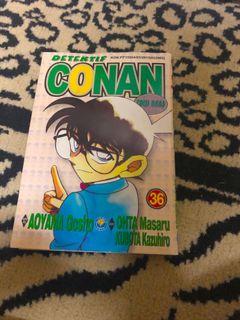 DETEKTIF
CONAN
36
AOYAMA Gosho
OHTA Masaru
KUBOTA Kazuhiro